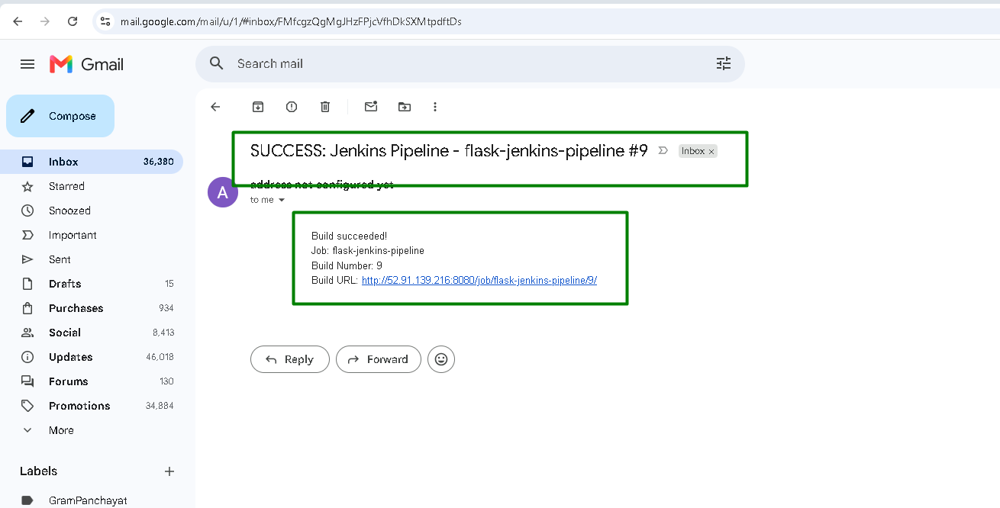 mail.google.com/mail/u/1/#inbox/FMfcgzQgMgJHzFPjcVfhDkSXMtpdftDs
Gmail
Search mail
Compose
Inbox 36,380
Starred
Snoozed
Important
Sent
Drafts 15
Purchases 934
Social 8,413
Updates 46,018
Forums 130
Promotions 34,884
More
Labels
GramPanchayat
SUCCESS: Jenkins Pipeline - flask-jenkins-pipeline #9 Inbox ×
A
address not configured yet
to me
Build succeeded!
Job: flask-jenkins-pipeline
Build Number: 9
Build URL: http://52.91.139.216:8080/job/flask-jenkins-pipeline/9/
Reply Forward